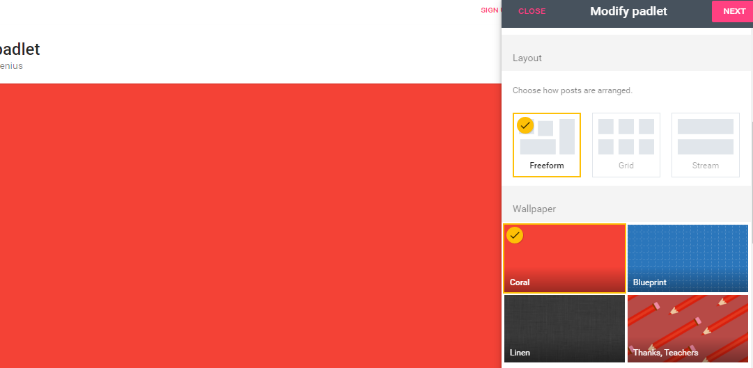 SIGN
padlet
enius
CLOSE
Modify padlet
NEXT
Layout
Choose how posts are arranged.
Freeform
Grid
Stream
Wallpaper
Coral
Blueprint
Linen
Thanks, Teachers